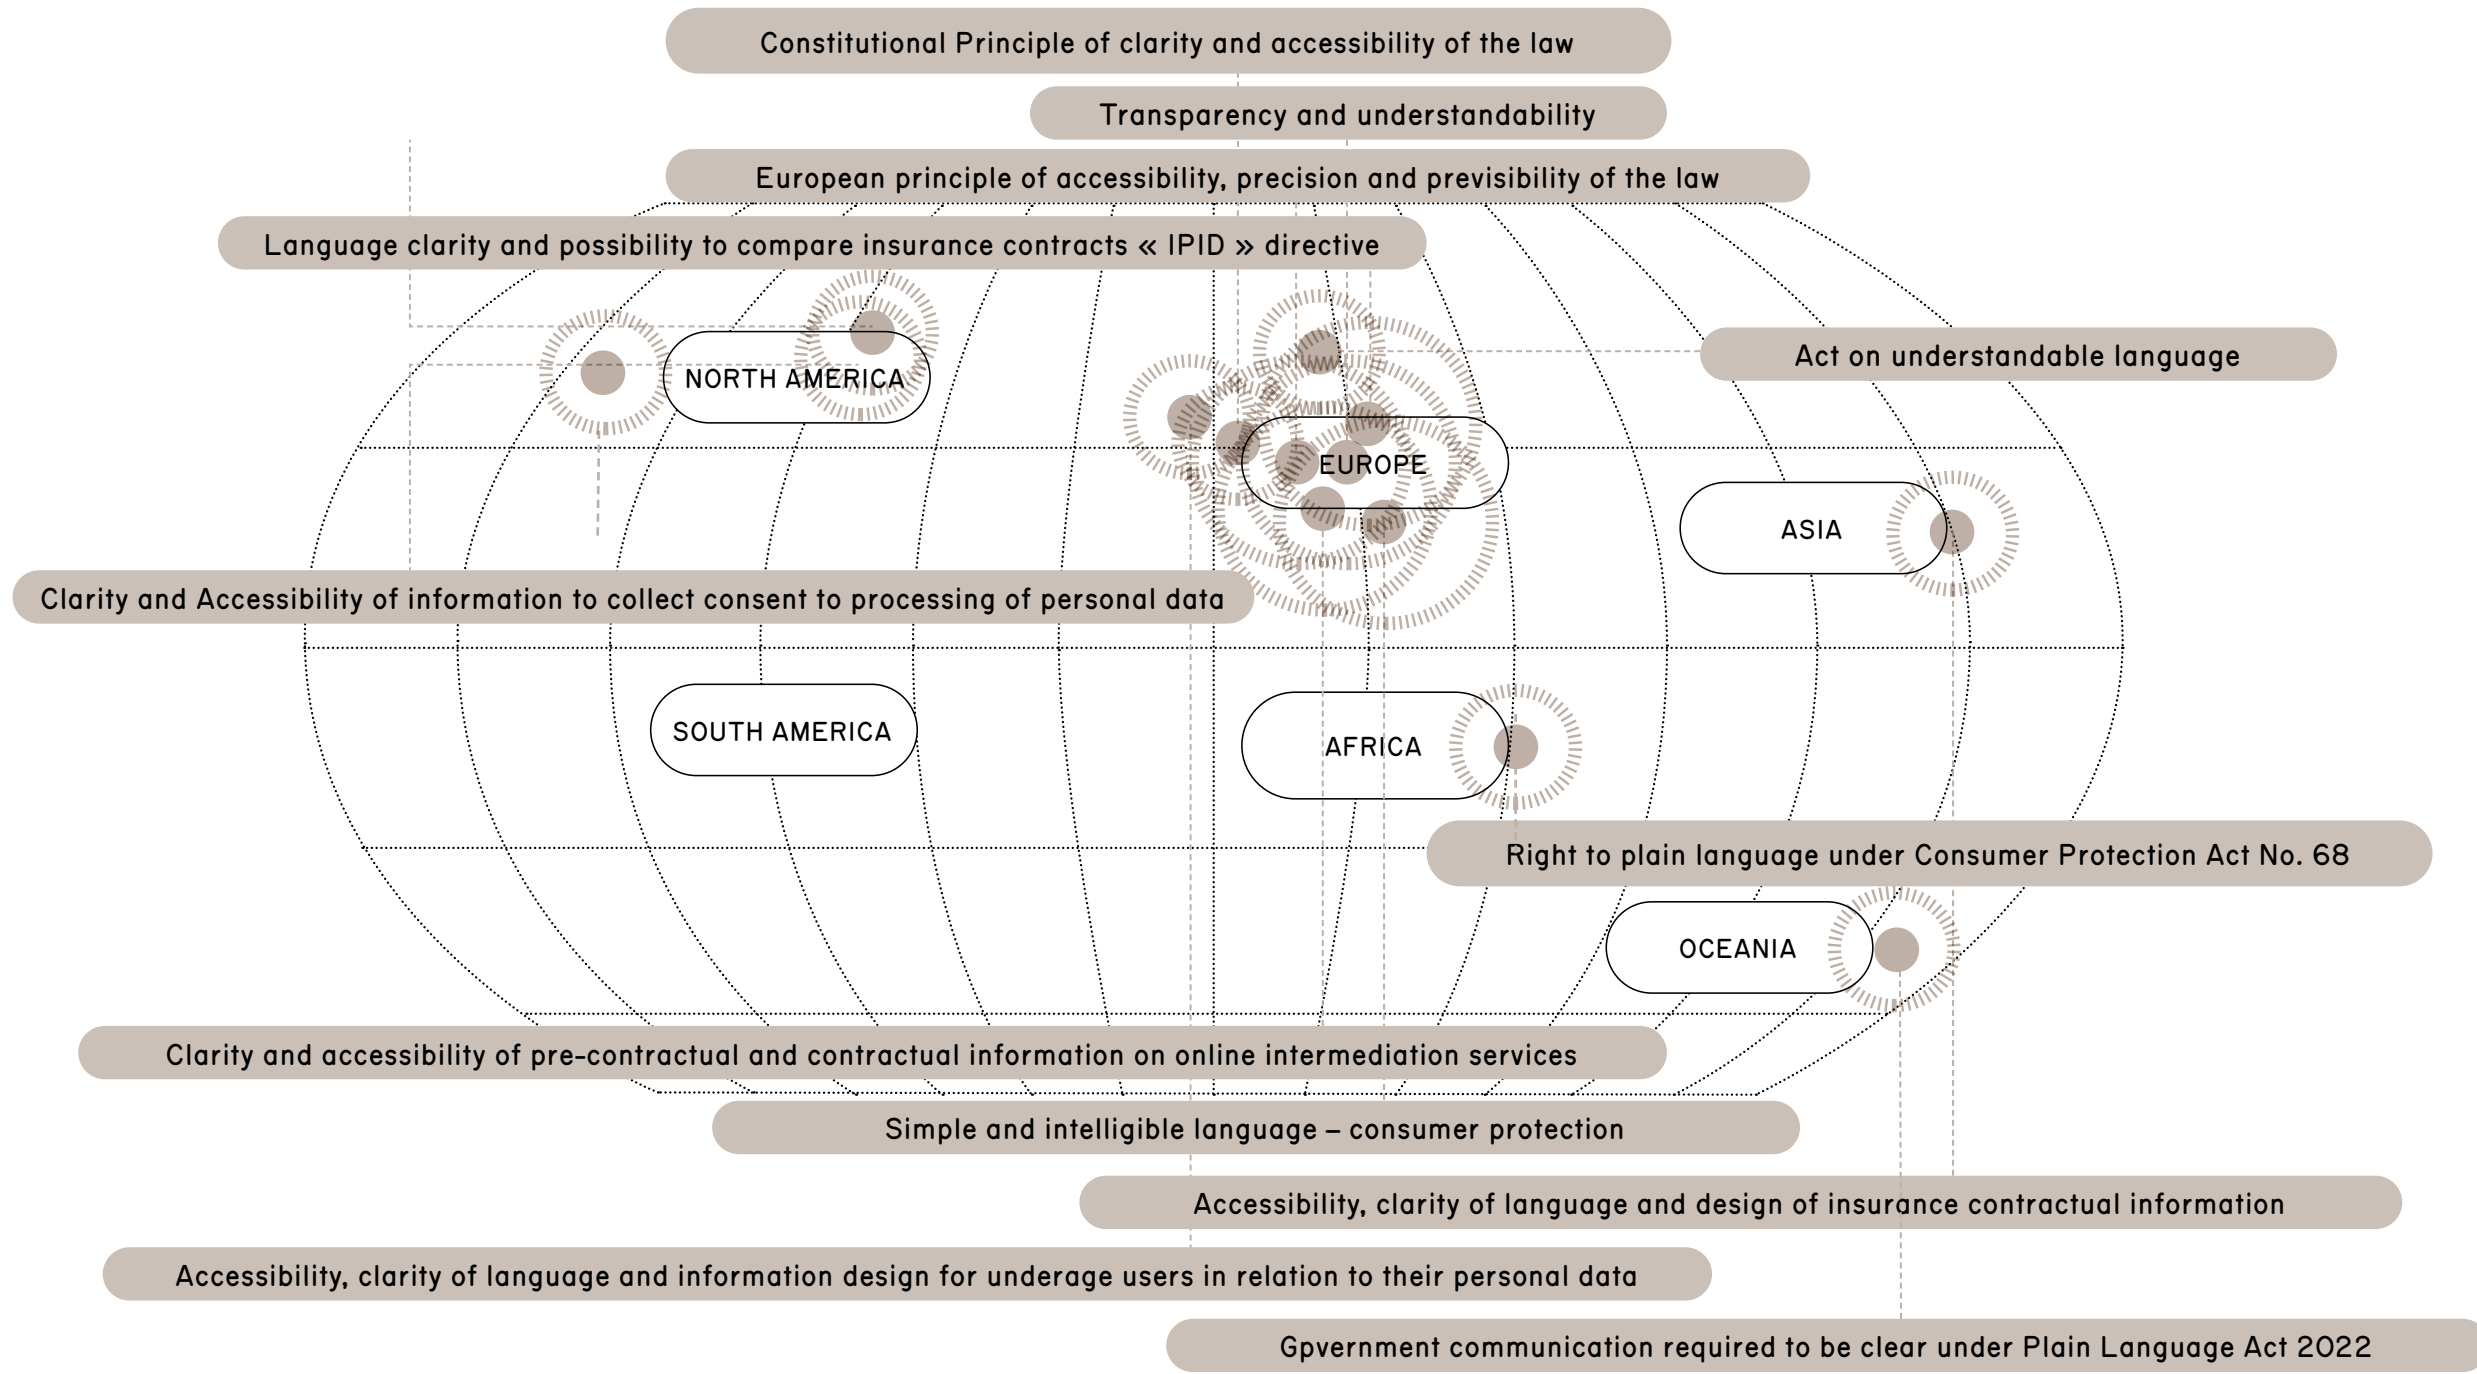 Constitutional Principle of clarity and accessibility of the law
Transparency and understandability
European principle of accessibility, precision and previsibility of the law
Language clarity and possibility to compare insurance contracts « IPID » directive
Act on understandable language
NORTH AMERICA
EUROPE
ASIA
Clarity and Accessibility of information to collect consent to processing of personal data
SOUTH AMERICA
AFRICA
Right to plain language under Consumer Protection Act No. 68
OCEANIA
Clarity and accessibility of pre-contractual and contractual information on online intermediation services
Simple and intelligible language – consumer protection
Accessibility, clarity of language and design of insurance contractual information
Accessibility, clarity of language and information design for underage users in relation to their personal data
Gpvernment communication required to be clear under Plain Language Act 2022